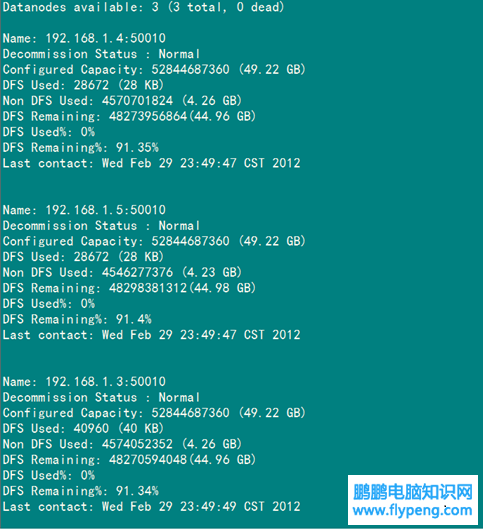 Datanodes available: 3 (3 total, 0 dead)
Name: 192.168.1.4:50010
Decommission Status : Normal
Configured Capacity: 52844687360 (49.22 GB)
DFS Used: 28672 (28 KB)
Non DFS Used: 4570701824 (4.26 GB)
DFS Remaining: 48273956864(44.96 GB)
DFS Used%: 0%
DFS Remaining%: 91.35%
Last contact: Wed Feb 29 23:49:47 CST 2012
Name: 192.168.1.5:50010
Decommission Status : Normal
Configured Capacity: 52844687360 (49.22 GB)
DFS Used: 28672 (28 KB)
Non DFS Used: 4546277376 (4.23 GB)
DFS Remaining: 48298381312(44.98 GB)
DFS Used%: 0%
DFS Remaining%: 91.4%
Last contact: Wed Feb 29 23:49:47 CST 2012
Name: 192.168.1.3:50010
Decommission Status : Normal
Configured Capacity: 52844687360 (49.22 GB)
DFS Used: 40960 (40 KB)
Non DFS Used: 4574052352 (4.26 GB)
DFS Remaining: 48270594048(44.96 GB)
DFS Used%: 0%
DFS Remaining%: 91.34%
Last contact: Wed Feb 29 23:49:49 CST 2012
鹏鹏电脑知识网
www.flypeng.com